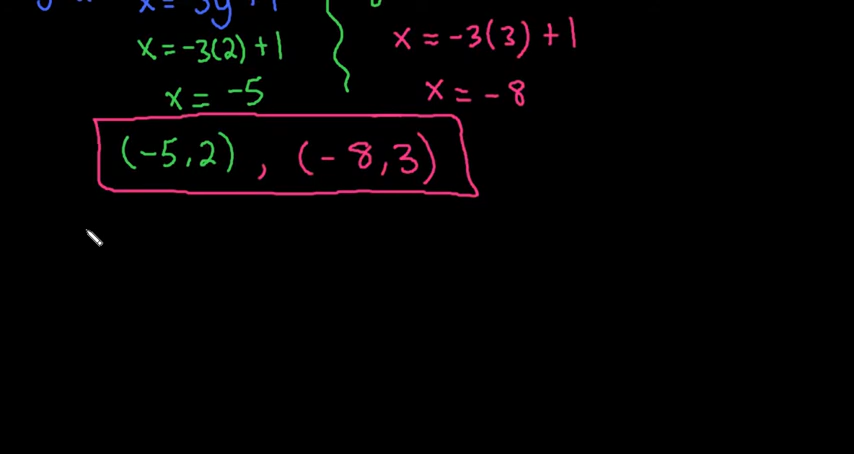 x = -3(2) + 1
x = -5
x = -3(3) + 1
x = -8
(-5, 2) , (-8, 3)